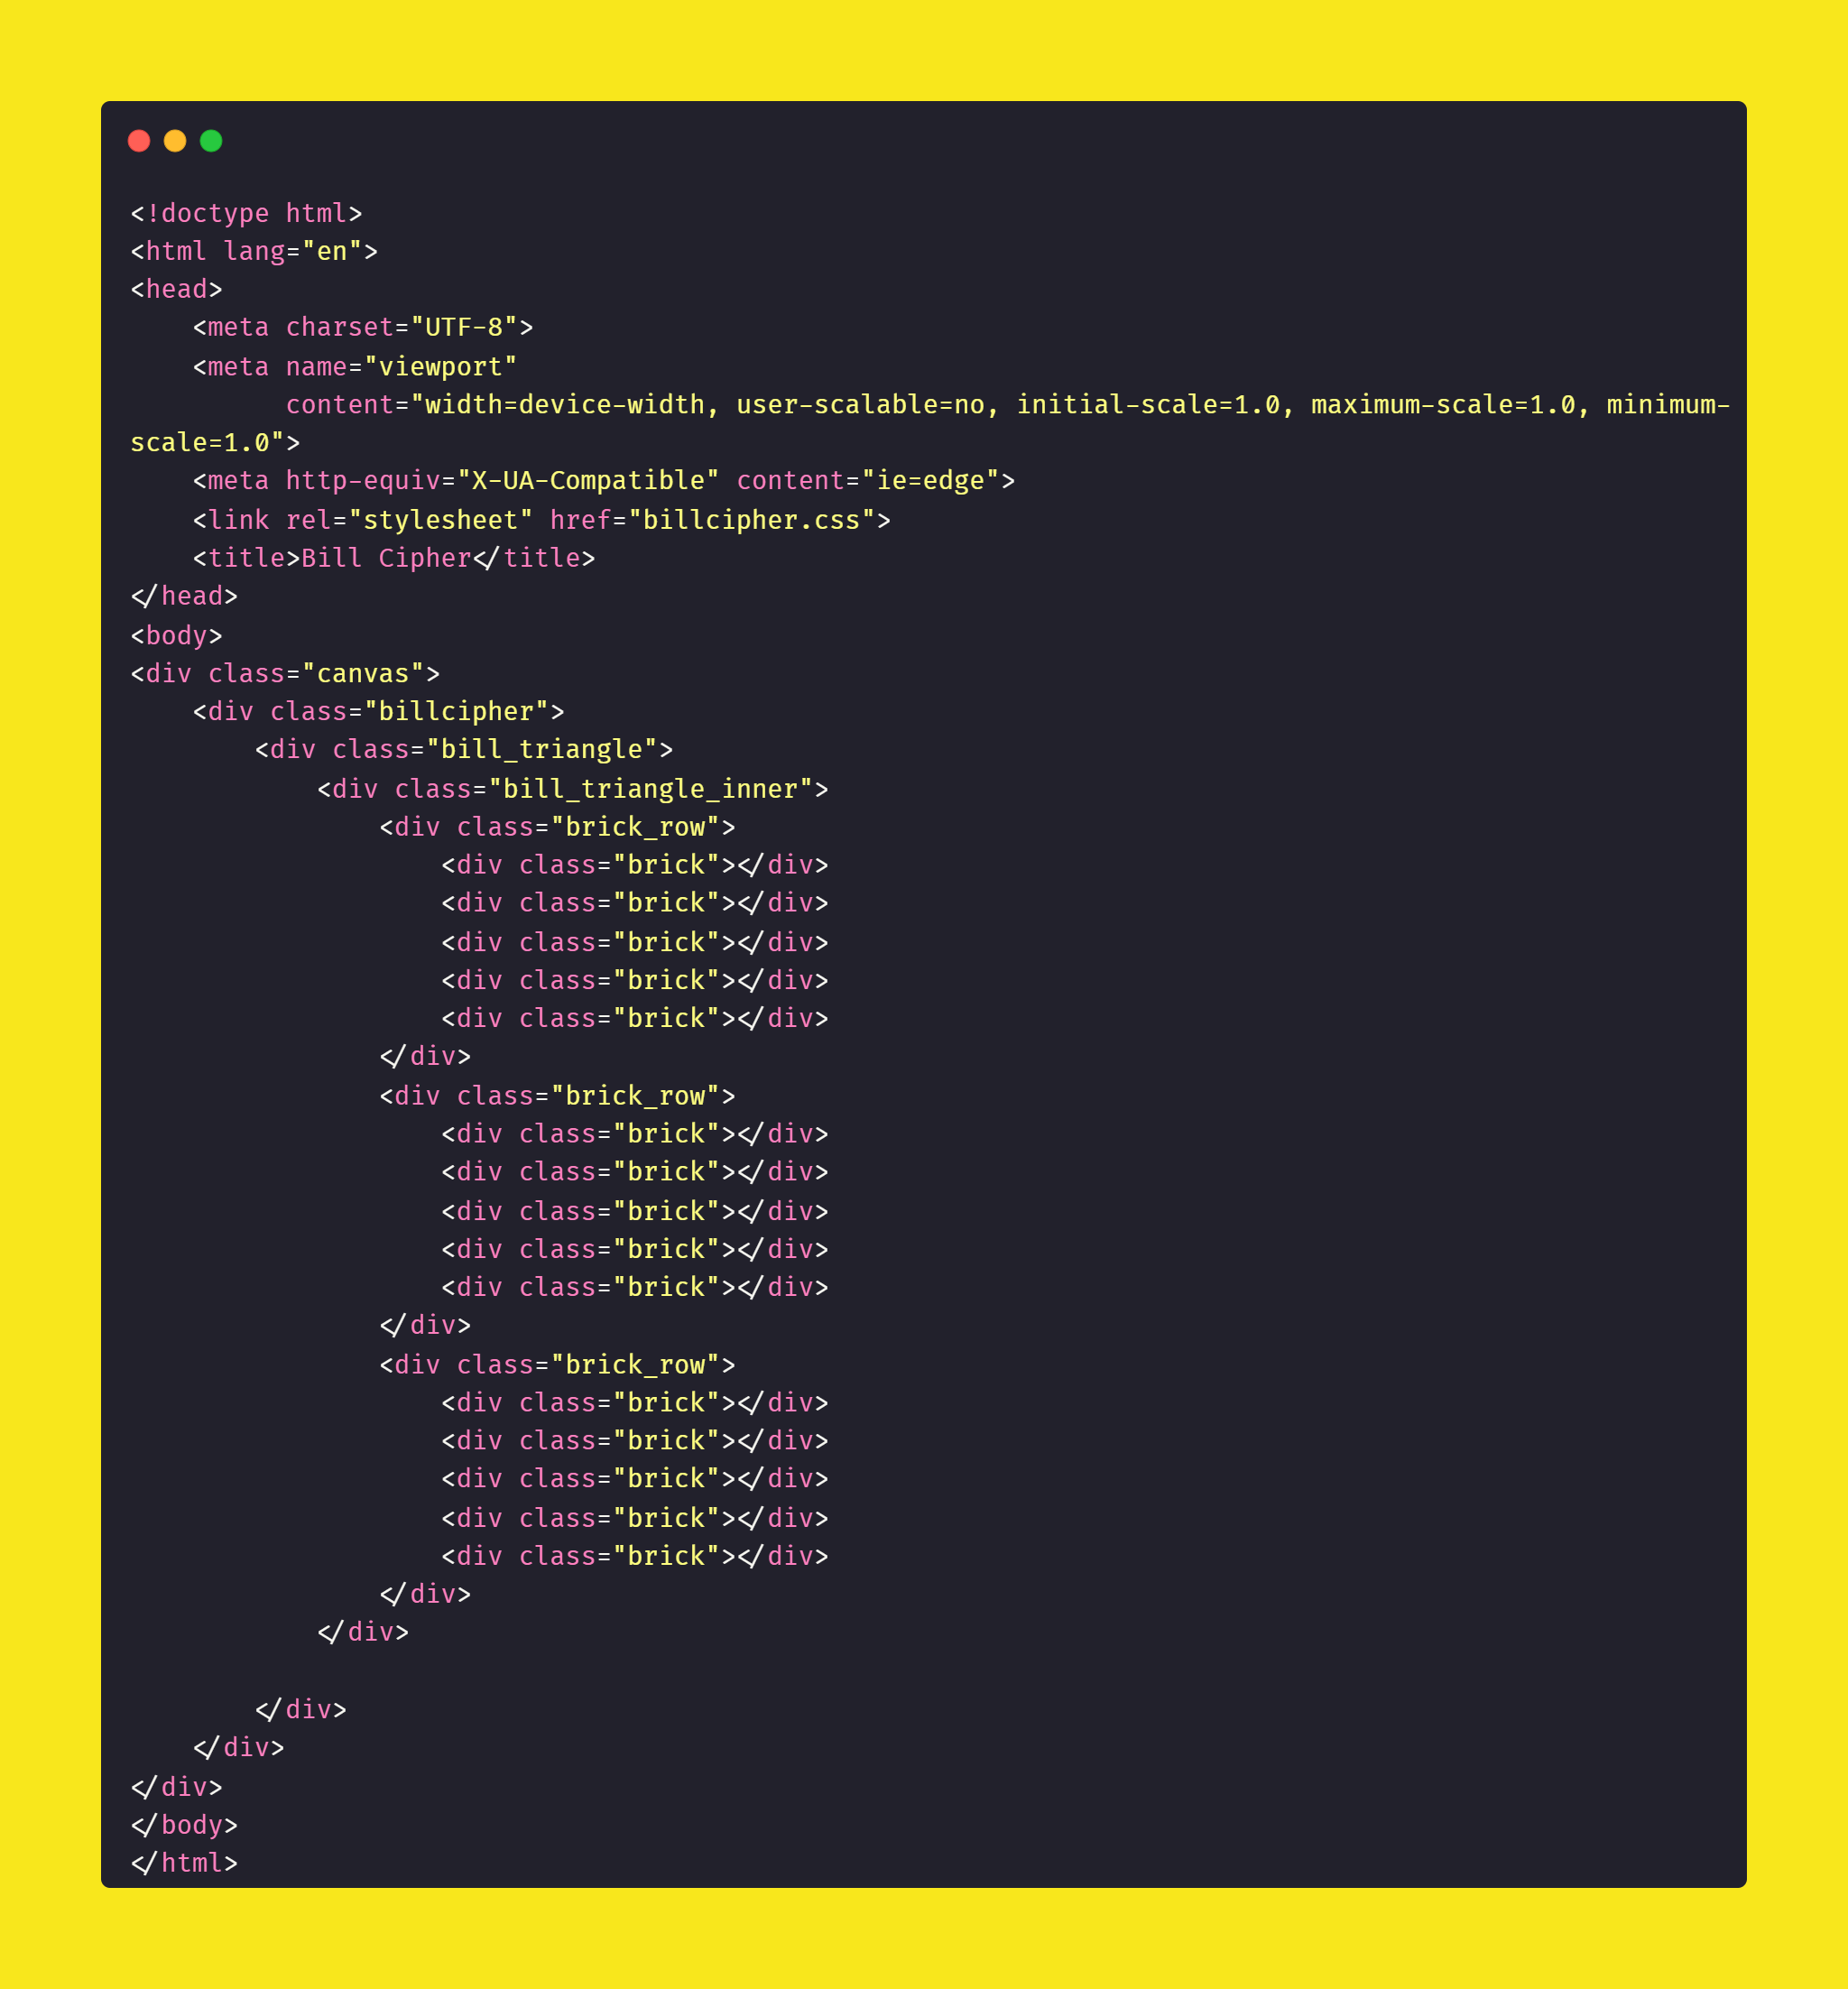 <!doctype html>
<html lang="en">
<head>
    <meta charset="UTF-8">
    <meta name="viewport"
          content="width=device-width, user-scalable=no, initial-scale=1.0, maximum-scale=1.0, minimum-
scale=1.0">
    <meta http-equiv="X-UA-Compatible" content="ie=edge">
    <link rel="stylesheet" href="billcipher.css">
    <title>Bill Cipher</title>
</head>
<body>
<div class="canvas">
    <div class="billcipher">
        <div class="bill_triangle">
            <div class="bill_triangle_inner">
                <div class="brick_row">
                    <div class="brick"></div>
                    <div class="brick"></div>
                    <div class="brick"></div>
                    <div class="brick"></div>
                    <div class="brick"></div>
                </div>
                <div class="brick_row">
                    <div class="brick"></div>
                    <div class="brick"></div>
                    <div class="brick"></div>
                    <div class="brick"></div>
                    <div class="brick"></div>
                </div>
                <div class="brick_row">
                    <div class="brick"></div>
                    <div class="brick"></div>
                    <div class="brick"></div>
                    <div class="brick"></div>
                    <div class="brick"></div>
                </div>
            </div>

        </div>
    </div>
</div>
</body>
</html>